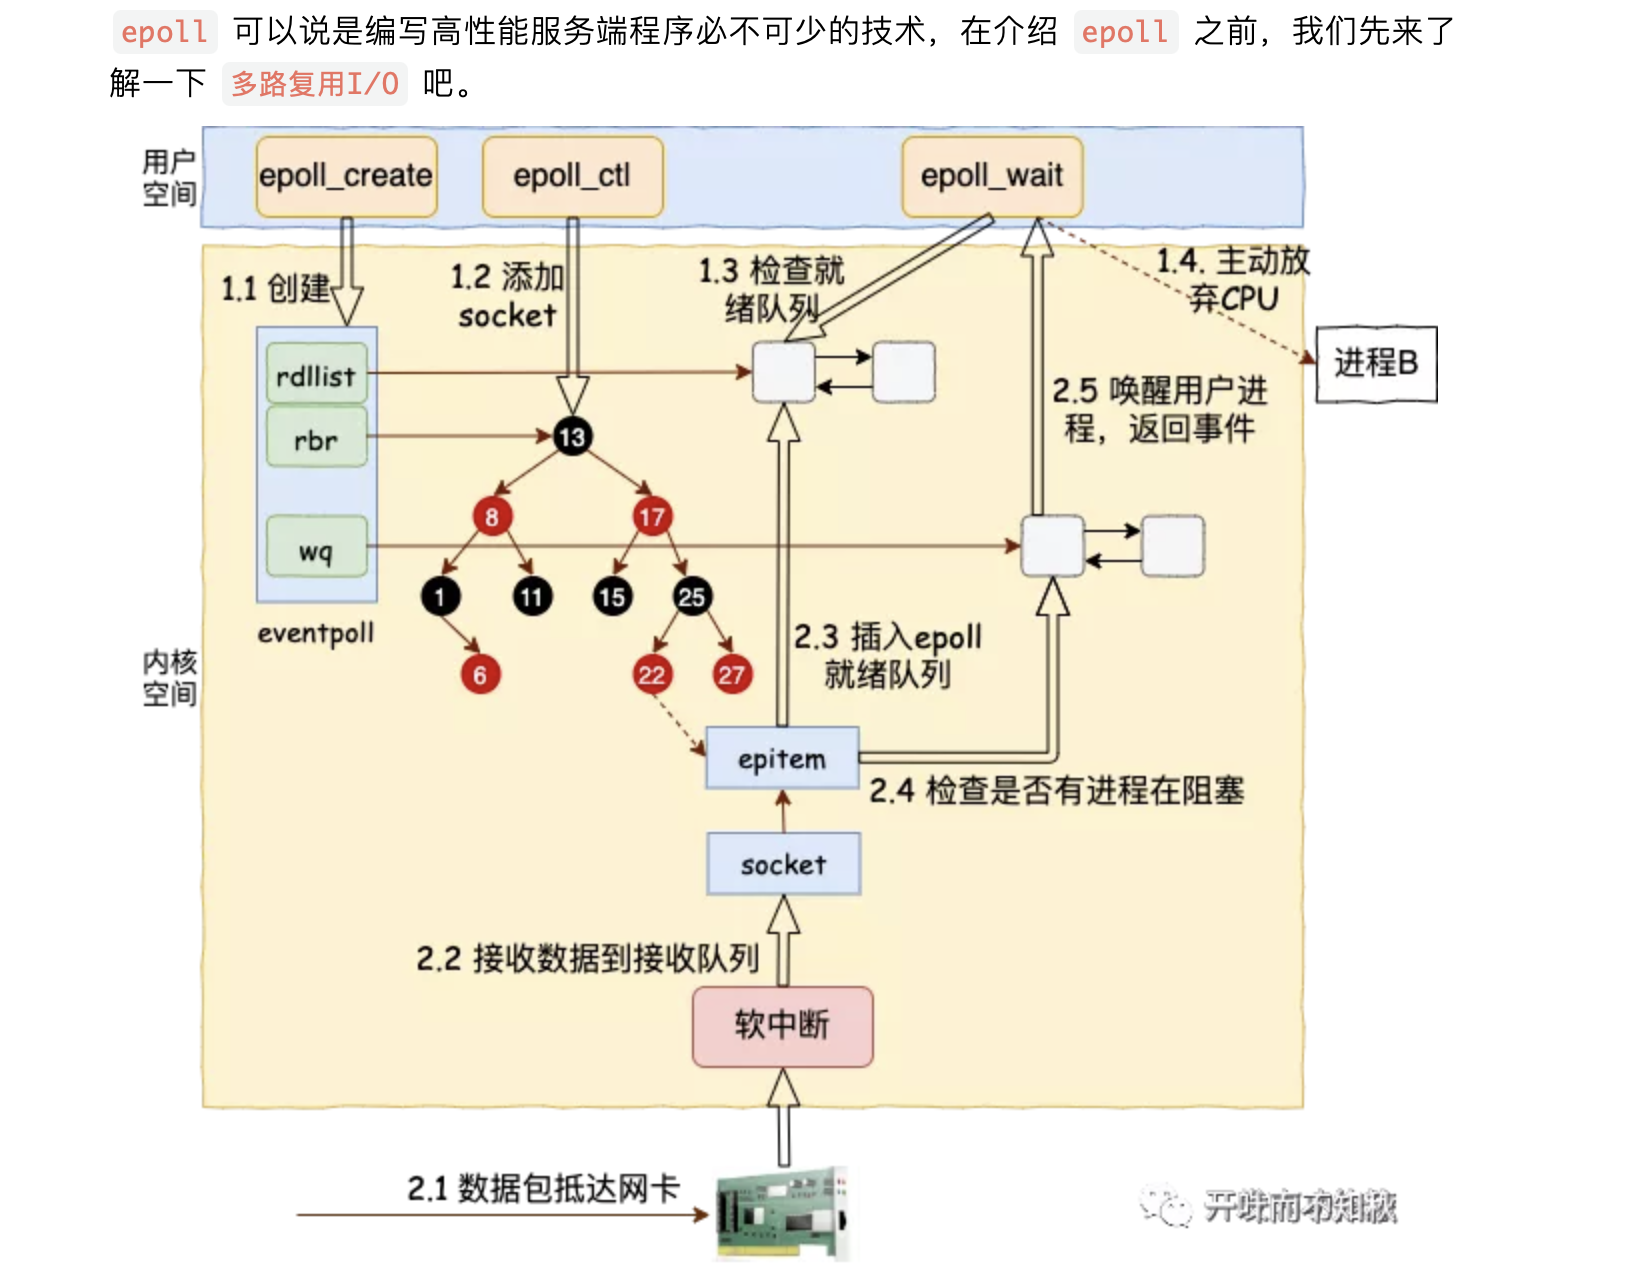 epoll 可以说是编写高性能服务端程序必不可少的技术，在介绍 epoll 之前，我们先来了
解一下 多路复用I/O 吧。
用户
空间
epoll_create
epoll_ctl
epoll_wait
1.1 创建
1.2 添加
socket
1.3 检查就
绪队列
1.4. 主动放
弃CPU
进程B
rdllist
rbr
wq
eventpoll
13
8
17
1
11
15
25
6
22
27
2.5 唤醒用户进
程，返回事件
内核
空间
2.3 插入epoll
就绪队列
epitem
2.4 检查是否有进程在阻塞
socket
2.2 接收数据到接收队列
软中断
2.1 数据包抵达网卡